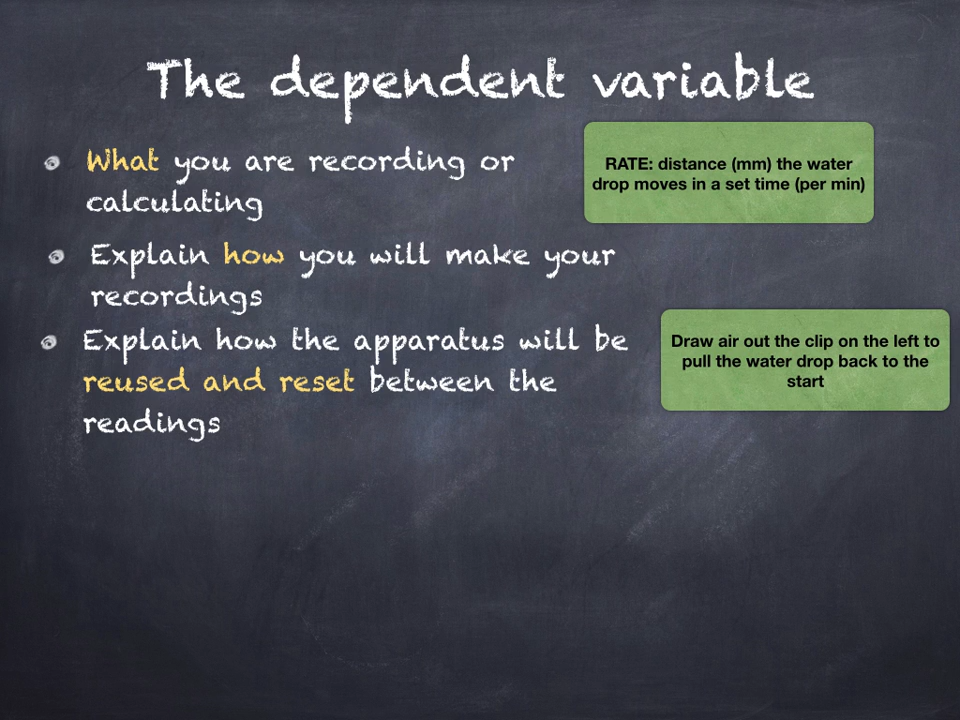 The dependent variable
What you are recording or
calculating
RATE: distance (mm) the water
drop moves in a set time (per min)
Explain how you will make your
recordings
Explain how the apparatus will be
reused and reset between the
readings
Draw air out the clip on the left to
pull the water drop back to the
start